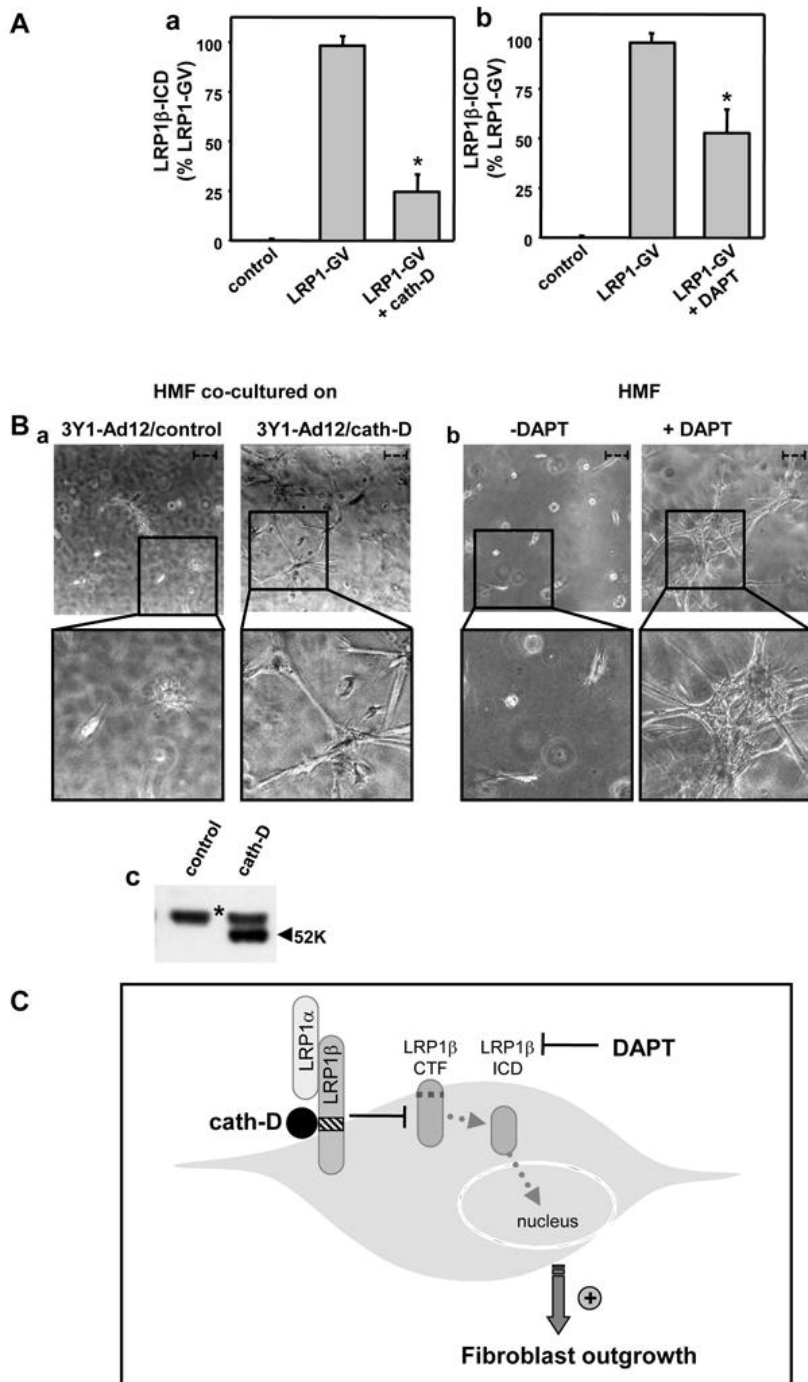 A
a
LRP1β-ICD
(% LRP1-GV)
100
75
50
25
0
control
LRP1-GV
LRP1-GV
+ cath-D
*
b
LRP1β-ICD
(% LRP1-GV)
100
75
50
25
0
control
LRP1-GV
LRP1-GV
+ DAPT
*
B
HMF co-cultured on
a
3Y1-Ad12/control
3Y1-Ad12/cath-D
HMF
b
-DAPT
+ DAPT
c
control
cath-D
*
52K
C
LRP1α
LRP1β
cath-D
LRP1β
CTF
LRP1β
ICD
DAPT
nucleus
+
Fibroblast outgrowth